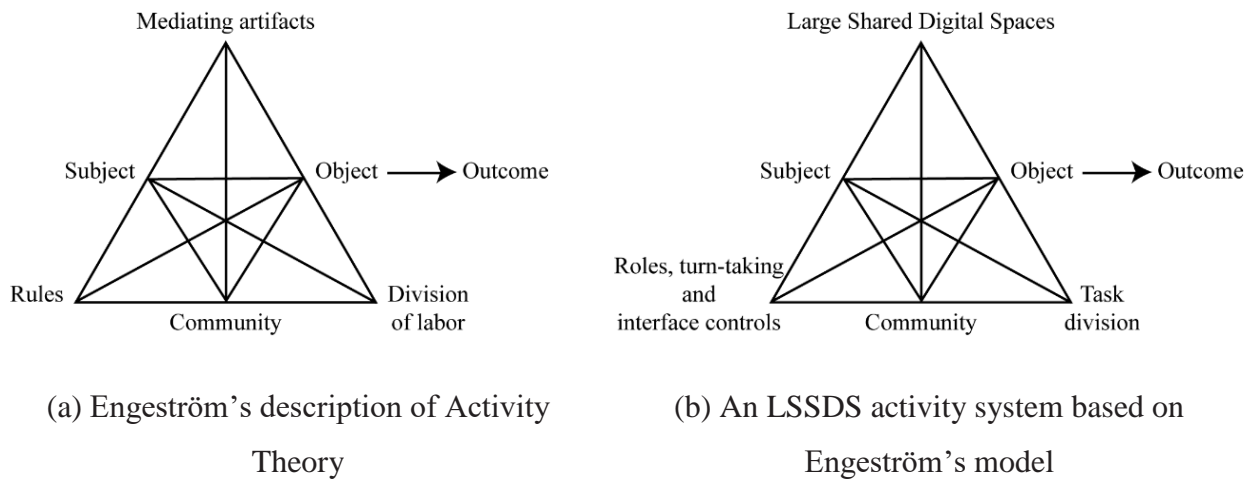 Mediating artifacts
Subject
Object
Outcome
Rules
Community
Division
of labor
(a) Engeström’s description of Activity
Theory
Large Shared Digital Spaces
Subject
Object
Outcome
Roles, turn-taking
and
interface controls
Community
Task
division
(b) An LSSDS activity system based on
Engeström’s model